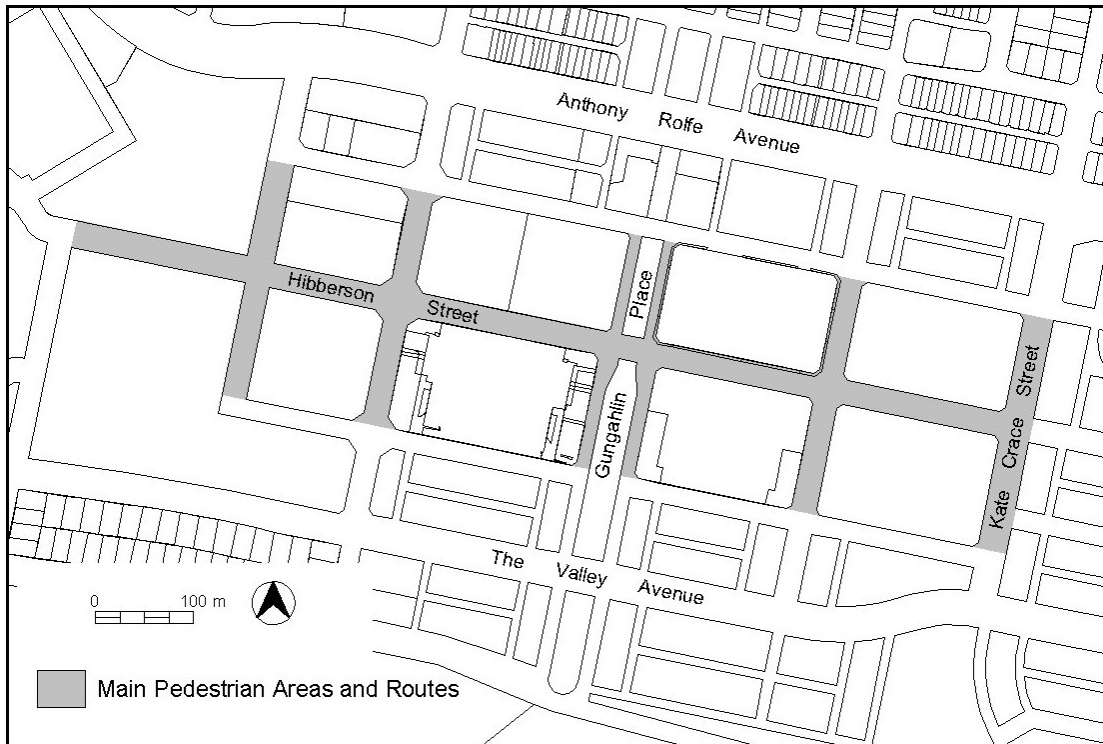 Anthony Rolfe Avenue
Hibberson Street
Gungahlin Place
Kate Crace Street
The Valley Avenue
0 100 m
Main Pedestrian Areas and Routes